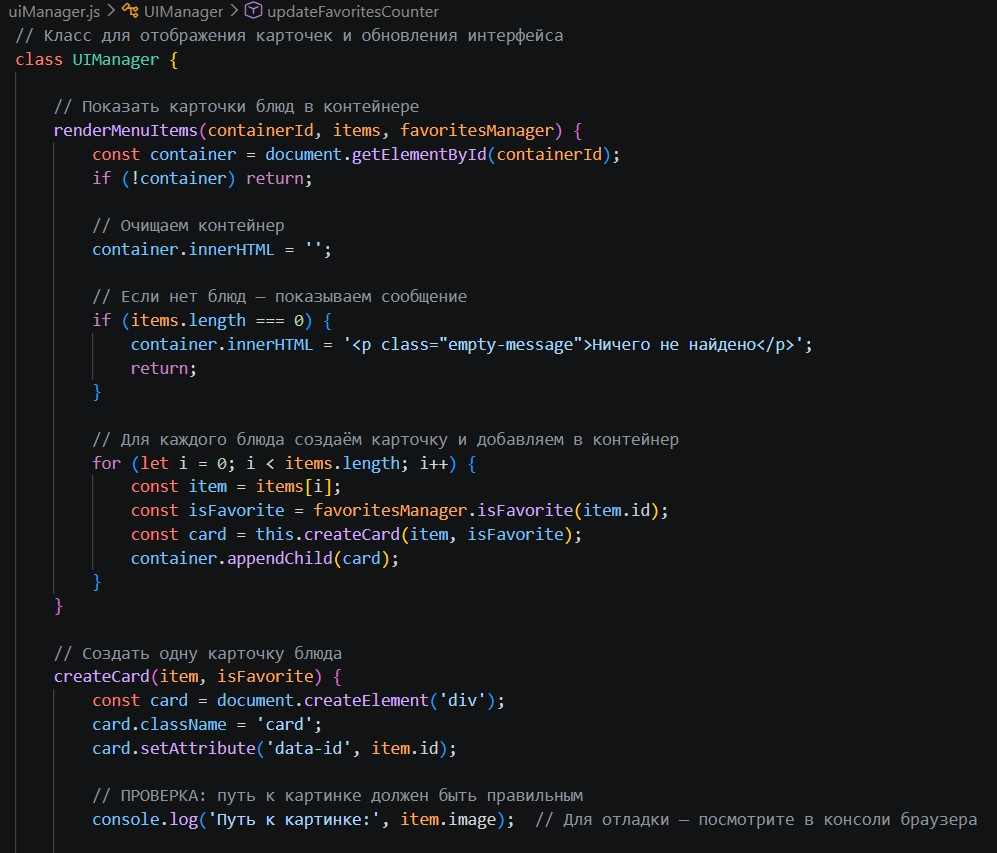 uiManager.js > UIManager > updateFavoritesCounter
// Класс для отображения карточек и обновления интерфейса
class UIManager {
// Показать карточки блюд в контейнере
renderMenuItems(containerId, items, favoritesManager) {
const container = document.getElementById(containerId);
if (!container) return;
// Очищаем контейнер
container.innerHTML = '';
// Если нет блюд — показываем сообщение
if (items.length === 0) {
container.innerHTML = '<p class="empty-message">Ничего не найдено</p>';
return;
}
// Для каждого блюда создаём карточку и добавляем в контейнер
for (let i = 0; i < items.length; i++) {
const item = items[i];
const isFavorite = favoritesManager.isFavorite(item.id);
const card = this.createCard(item, isFavorite);
container.appendChild(card);
}
}
// Создать одну карточку блюда
createCard(item, isFavorite) {
const card = document.createElement('div');
card.className = 'card';
card.setAttribute('data-id', item.id);
// ПРОВЕРКА: путь к картинке должен быть правильным
console.log('Путь к картинке:', item.image);  // Для отладки — посмотрите в консоли браузера